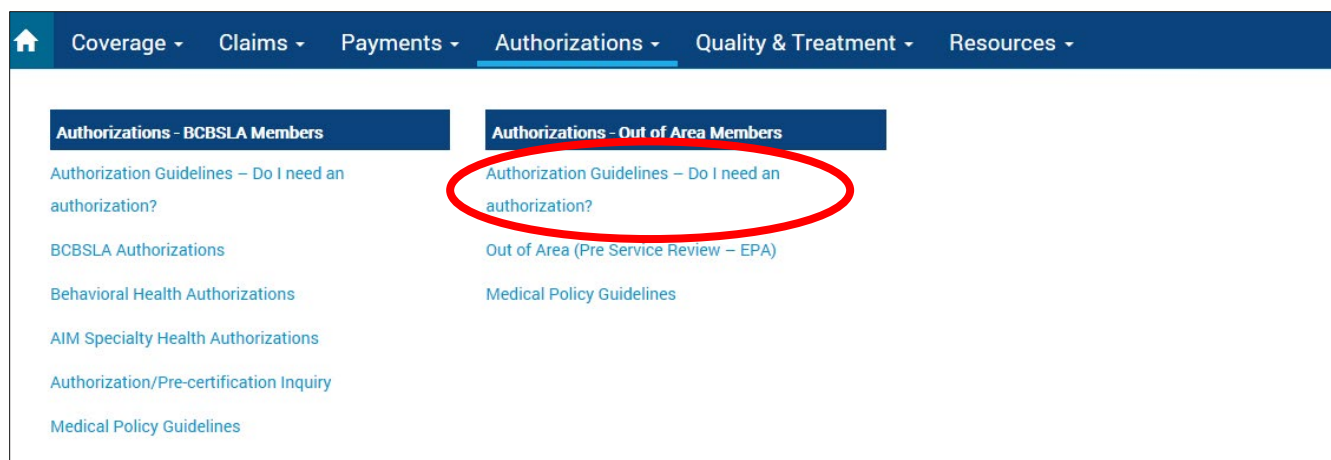 Coverage Claims Payments Authorizations Quality & Treatment Resources
Authorizations - BCBSLA Members
Authorization Guidelines – Do I need an
authorization?
BCBSLA Authorizations
Behavioral Health Authorizations
AIM Specialty Health Authorizations
Authorization/Pre-certification Inquiry
Medical Policy Guidelines
Authorizations - Out of Area Members
Authorization Guidelines – Do I need an
authorization?
Out of Area (Pre Service Review – EPA)
Medical Policy Guidelines